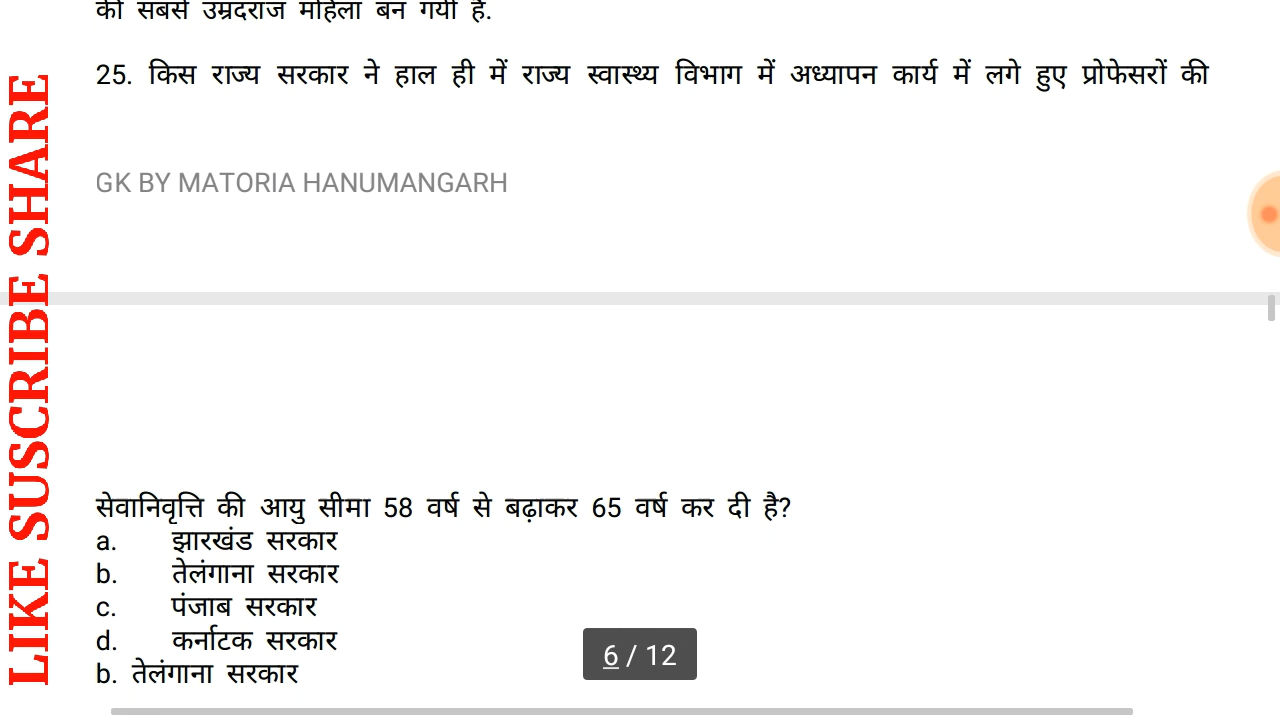 की सबसे उम्रदराज महिला बन गयी हैं.
25. किस राज्य सरकार ने हाल ही में राज्य स्वास्थ्य विभाग में अध्यापन कार्य में लगे हुए प्रोफेसरों की
GK BY MATORIA HANUMANGARH
सेवानिवृत्ति की आयु सीमा 58 वर्ष से बढ़ाकर 65 वर्ष कर दी है?
a. झारखंड सरकार
b. तेलंगाना सरकार
c. पंजाब सरकार
d. कर्नाटक सरकार
b. तेलंगाना सरकार
6 / 12
LIKE SUSCRIBE SHARE